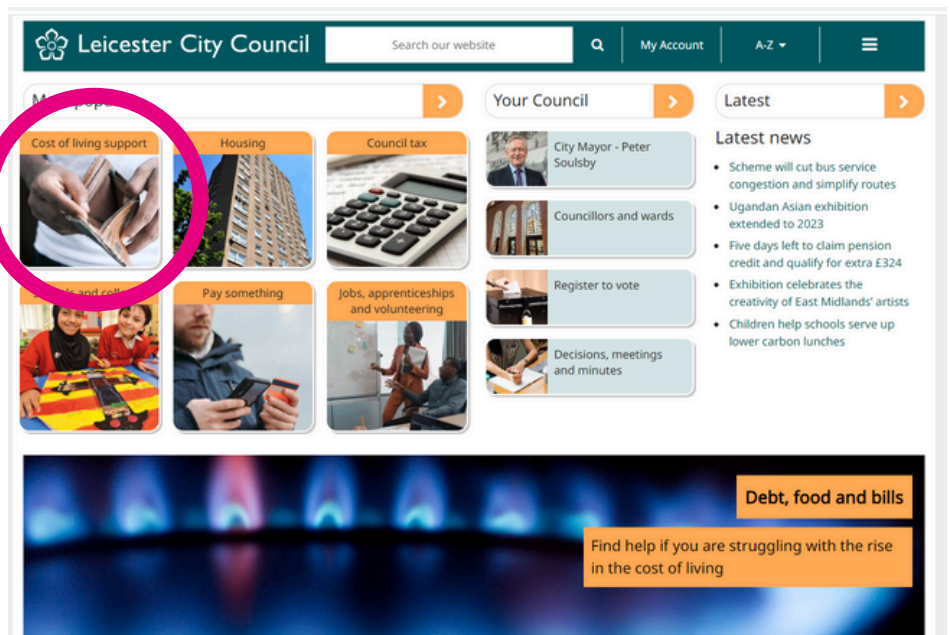 Leicester City Council
Search our website
My Account
A-Z
Your Council
Latest
Cost of living support
Housing
Council tax
Pay something
Jobs, apprenticeships
and volunteering
City Mayor - Peter
Soulsby
Councillors and wards
Register to vote
Decisions, meetings
and minutes
Latest news
Scheme will cut bus service
congestion and simplify routes
Ugandan Asian exhibition
extended to 2023
Five days left to claim pension
credit and qualify for extra £324
Exhibition celebrates the
creativity of East Midlands' artists
Children help schools serve up
lower carbon lunches
Debt, food and bills
Find help if you are struggling with the rise
in the cost of living